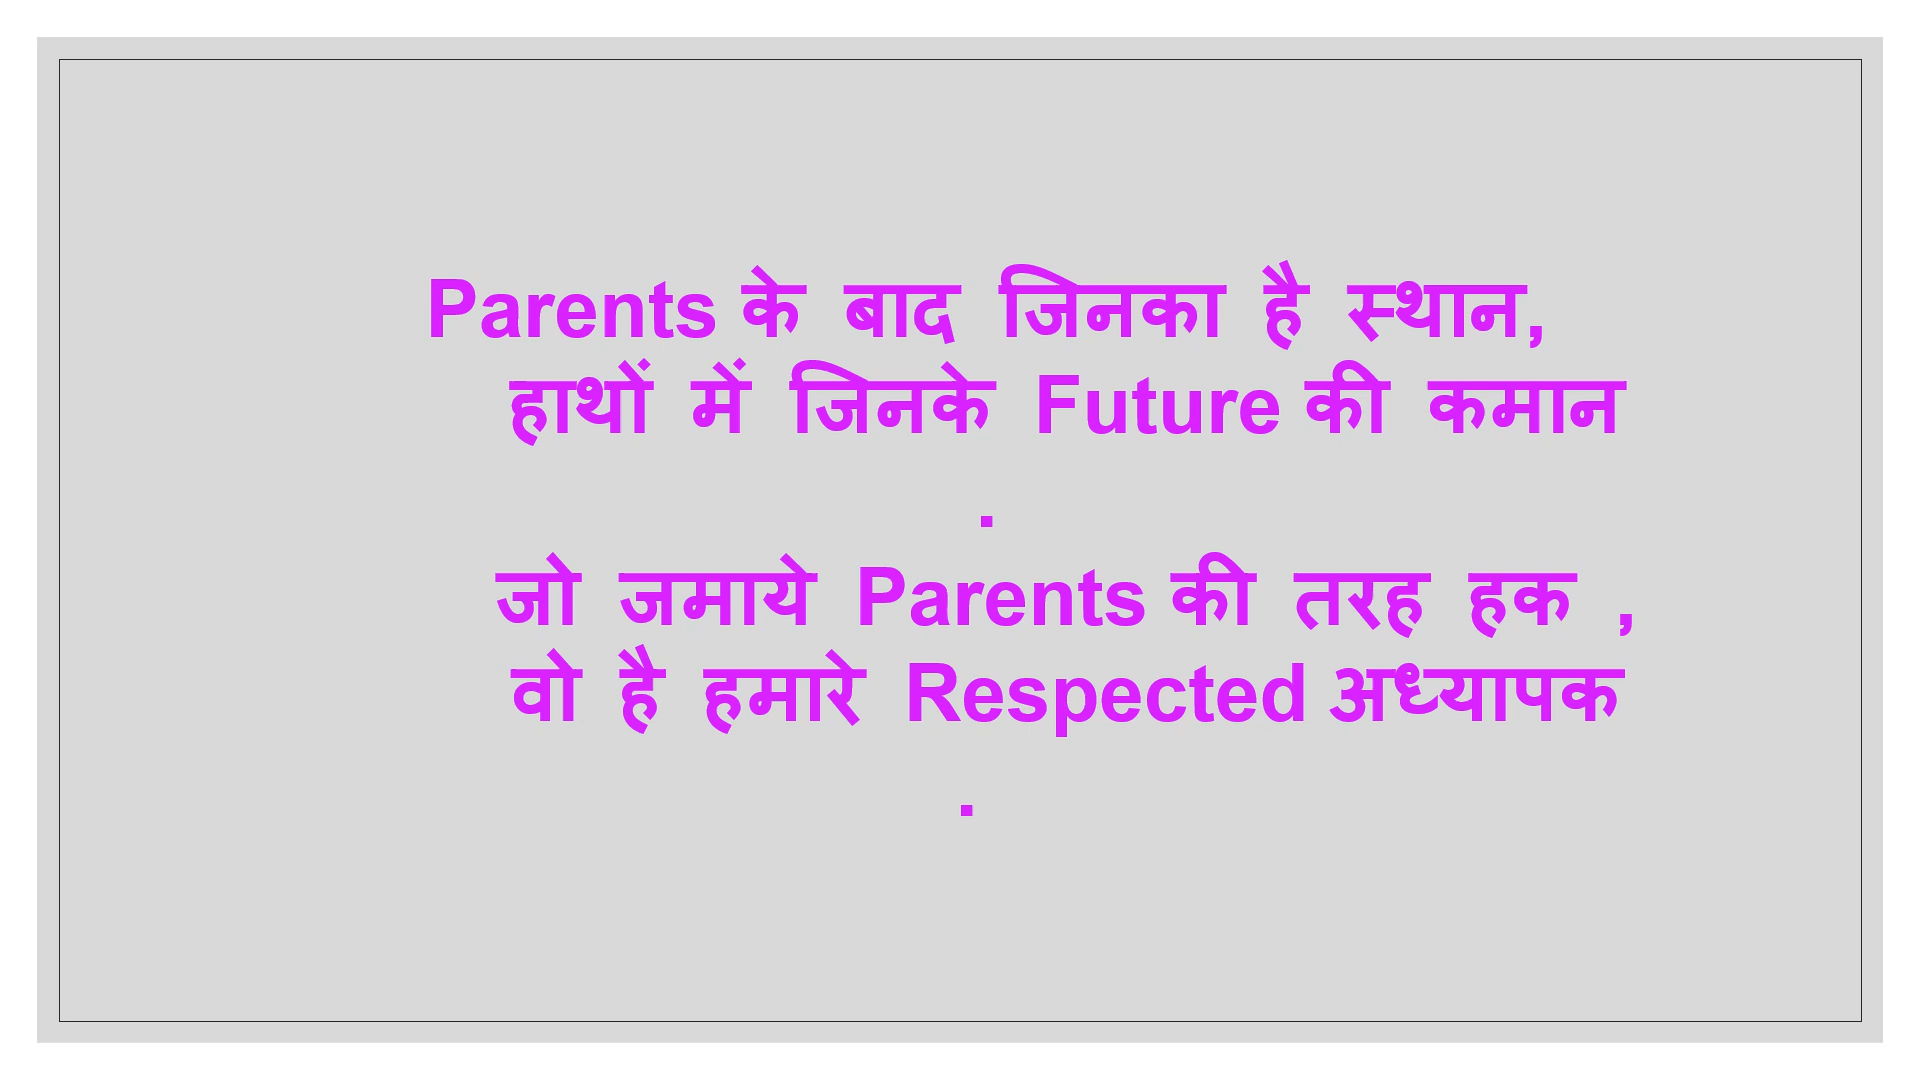 Parents के बाद जिनका है स्थान,
हाथों में जिनके Future की कमान
.
जो जमाये Parents की तरह हक ,
वो है हमारे Respected अध्यापक
.